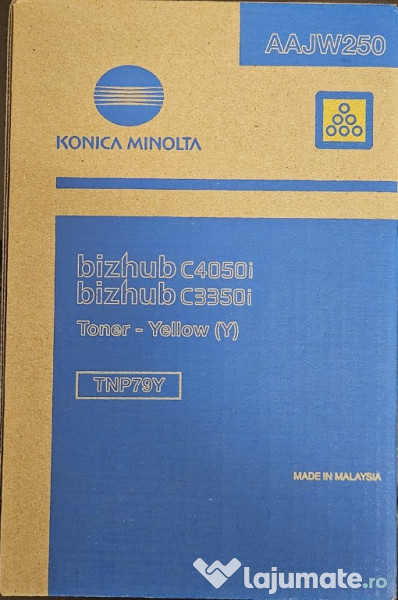 AAJW250
KONICA MINOLTA
bizhub C4050i
bizhub C3350i
Toner - Yellow (Y)
TNP79Y
MADE IN MALAYSIA
lajumate.ro